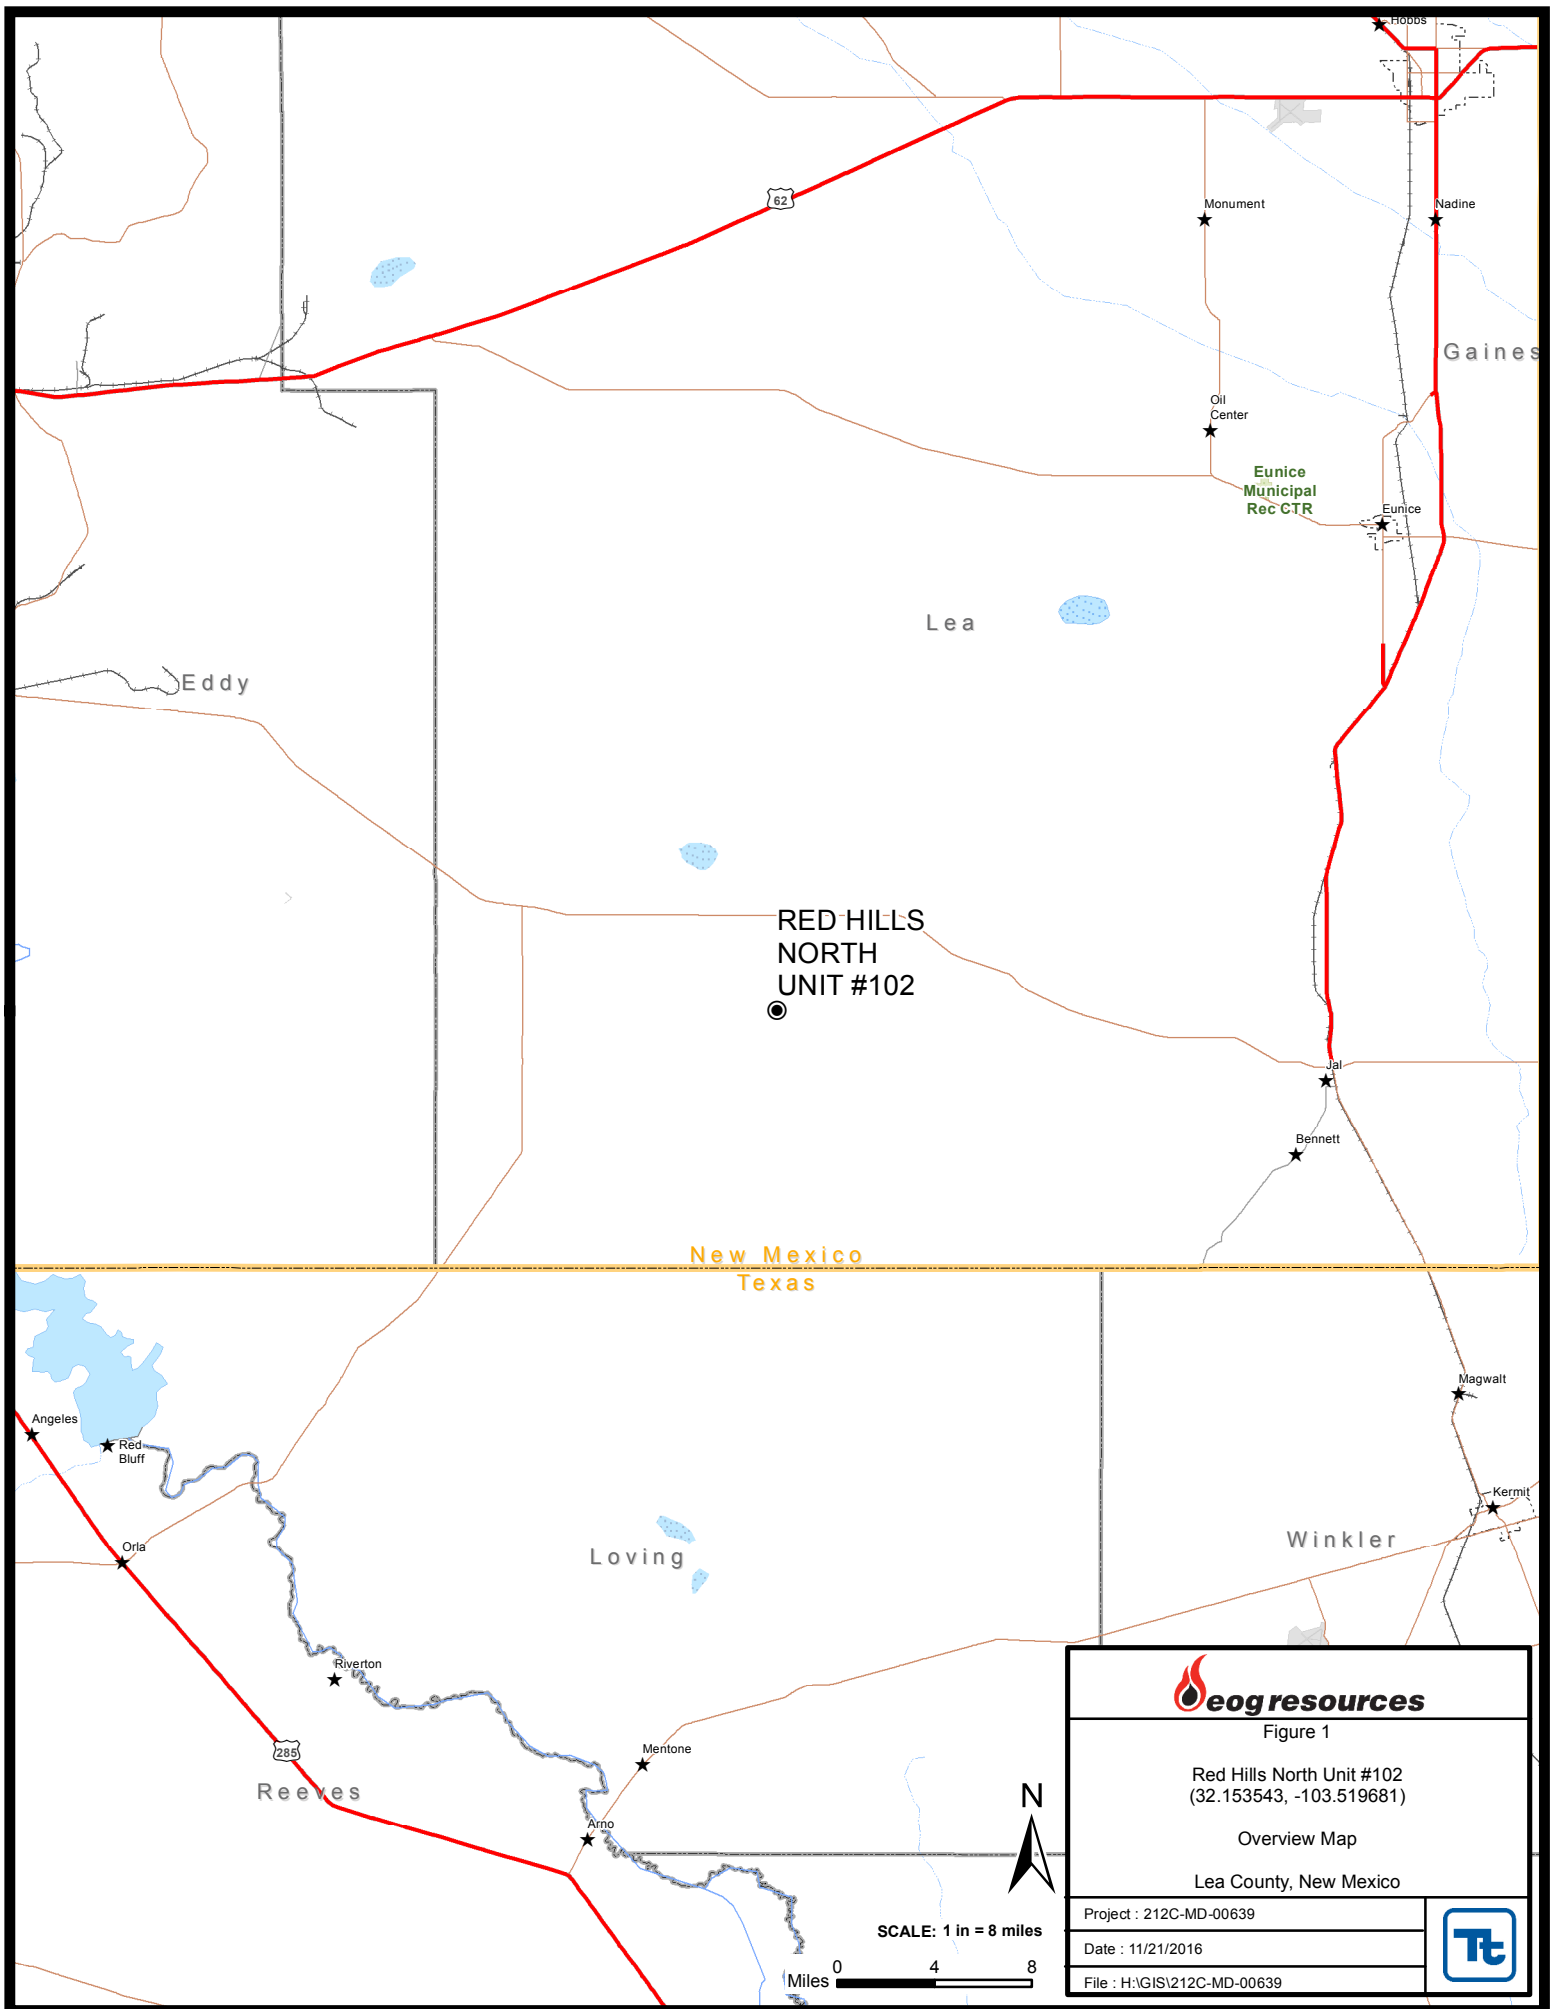 Hobbs
62
Monument
Nadine
Gaines
Oil
Center
Eunice
Municipal
Rec CTR
Eunice
Lea
Eddy
RED HILLS
NORTH
UNIT #102
Jal
Bennett
New Mexico
Texas
Magwalt
Angeles
Red
Bluff
Kermit
Orla
Winkler
Loving
Riverton
285
Mentone
Reeves
Arno
N
SCALE: 1 in = 8 miles
0 4 8
Miles
eog resources
Figure 1
Red Hills North Unit #102
(32.153543, -103.519681)
Overview Map
Lea County, New Mexico
Project : 212C-MD-00639
Date : 11/21/2016
File : H:\GIS\212C-MD-00639
Tt